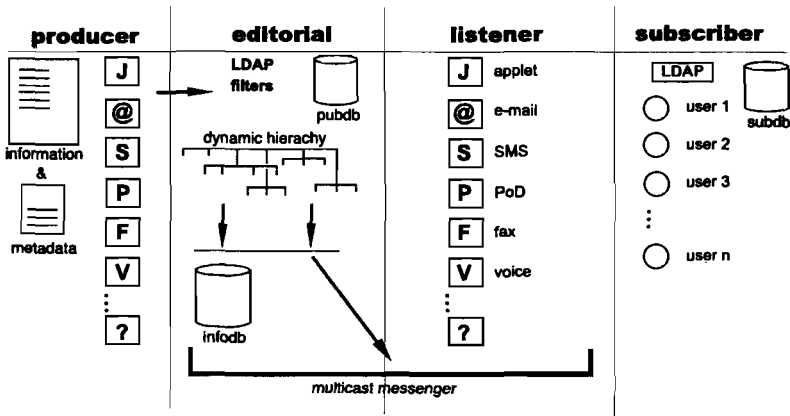 producer
editorial
listener
subscriber
information
&
metadata
J
@
S
P
F
V
?
LDAP
filters
pubdb
dynamic hierachy
infodb
J applet
@ e-mail
S SMS
P PoD
F fax
V voice
?
multicast messenger
LDAP
subdb
user 1
user 2
user 3
user n